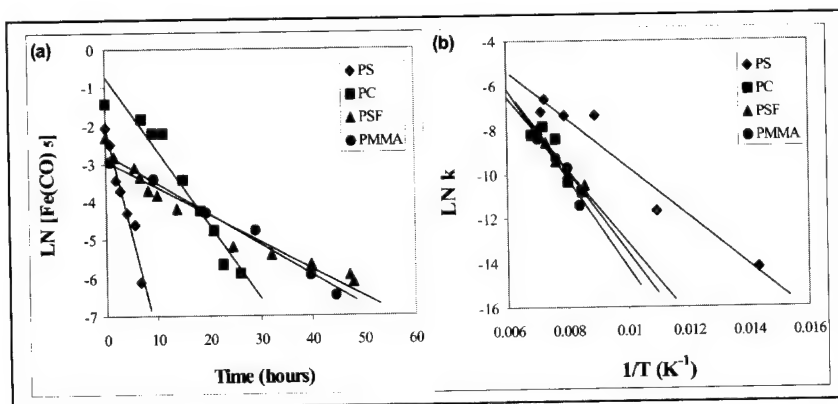 (a)
0
-1
-2
-3
-4
-5
-6
-7
LN [Fe(CO) 5]
0 10 20 30 40 50 60
Time (hours)
PS
PC
PSF
PMMA
(b)
-4
-6
-8
-10
-12
-14
-16
LN k
0.006 0.008 0.01 0.012 0.014 0.016
1/T (K⁻¹)
PS
PC
PSF
PMMA